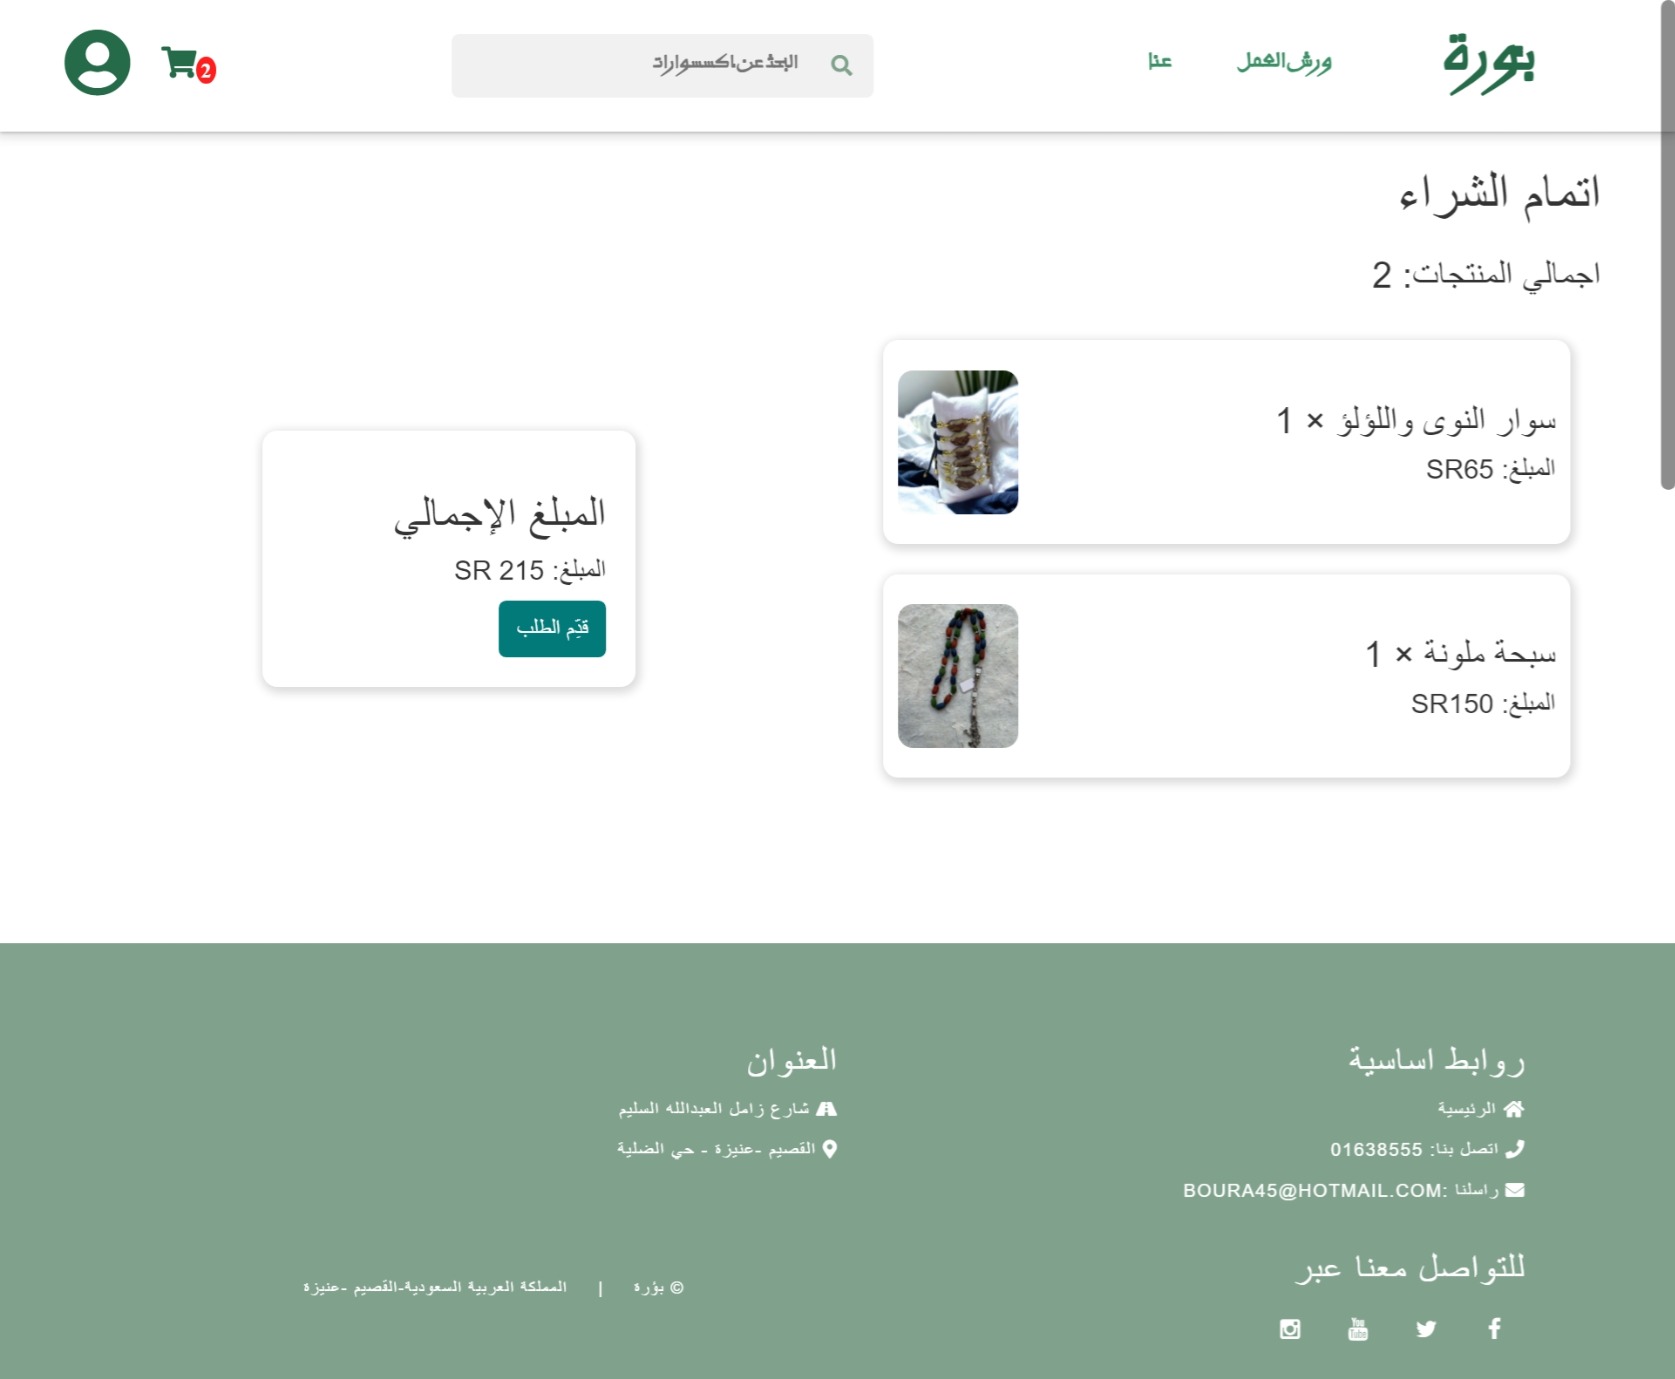 بورة
ورش العمل
عنا
البحث عن اكسسوارات
2
اتمام الشراء
اجمالي المنتجات: 2
سوار النوى واللؤلؤ × 1
المبلغ: SR65
سبحة ملونة × 1
المبلغ: SR150
المبلغ الإجمالي
المبلغ: SR 215
قدِّم الطلب
روابط اساسية
الرئيسية
اتصل بنا: 01638555
راسلنا :BOURA45@HOTMAIL.COM
العنوان
شارع زامل العبدالله السليم
القصيم -عنيزة - حي الضلية
للتواصل معنا عبر
© بؤرة | المملكة العربية السعودية-القصيم -عنيزة